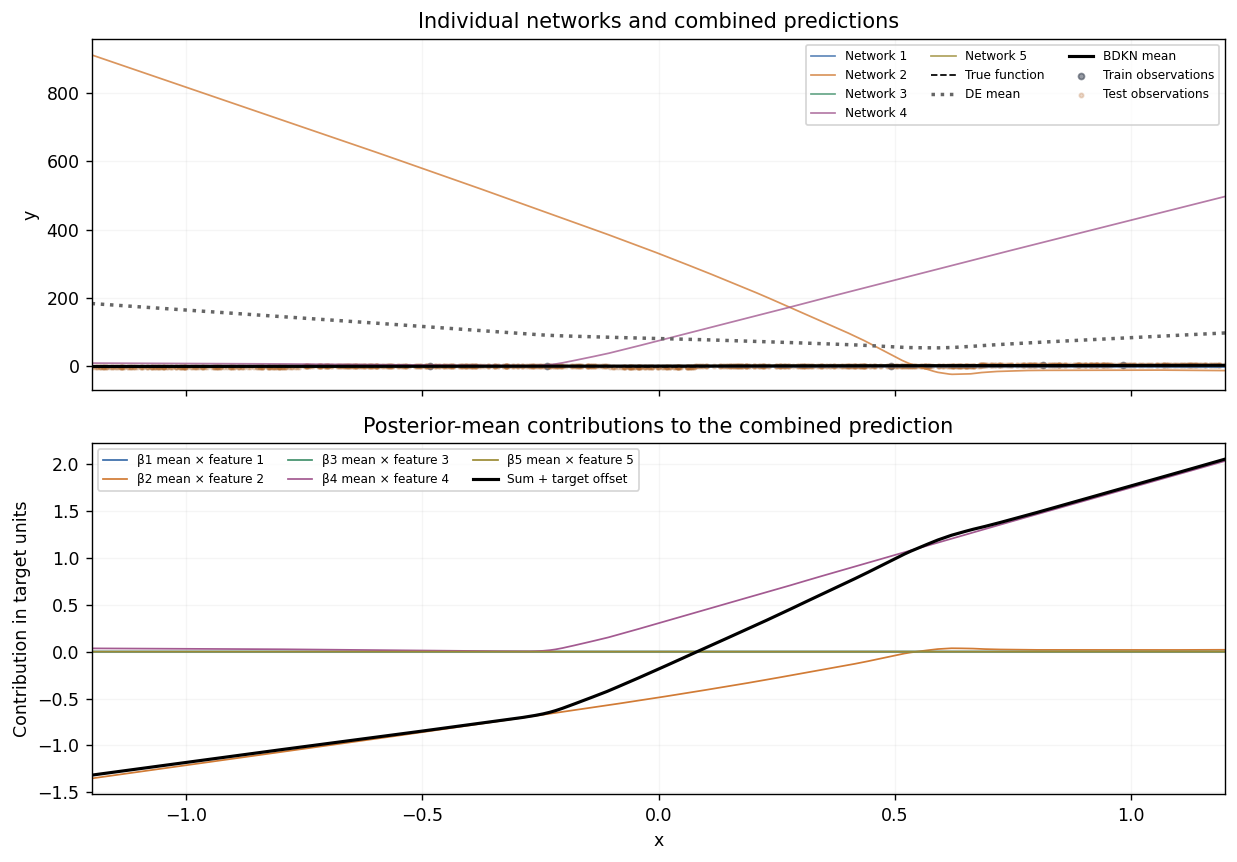 Individual networks and combined predictions
Network 1
Network 2
Network 3
Network 4
Network 5
True function
DE mean
BDKN mean
Train observations
Test observations
y
800
600
400
200
0
Posterior-mean contributions to the combined prediction
β1 mean × feature 1
β2 mean × feature 2
β3 mean × feature 3
β4 mean × feature 4
β5 mean × feature 5
Sum + target offset
Contribution in target units
2.0
1.5
1.0
0.5
0.0
−0.5
−1.0
−1.5
−1.0
−0.5
0.0
0.5
1.0
x